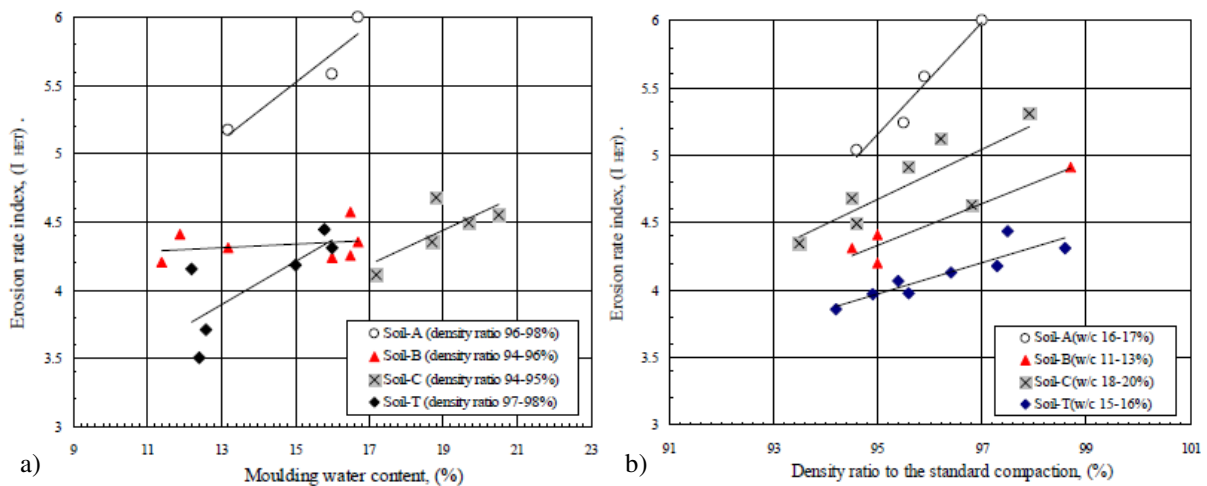 6
5.5
5
4.5
4
3.5
3
Erosion rate index, (I HET) .
Soil-A (density ratio 96-98%)
Soil-B (density ratio 94-96%)
Soil-C (density ratio 94-95%)
Soil-T (density ratio 97-98%)
9 11 13 15 17 19 21 23
a)
Moulding water content, (%)
6
5.5
5
4.5
4
3.5
3
Erosion rate index, (I HET) .
Soil-A(w/c 16-17%)
Soil-B(w/c 11-13%)
Soil-C(w/c 18-20%)
Soil-T(w/c 15-16%)
91 93 95 97 99 101
b)
Density ratio to the standard compaction, (%)